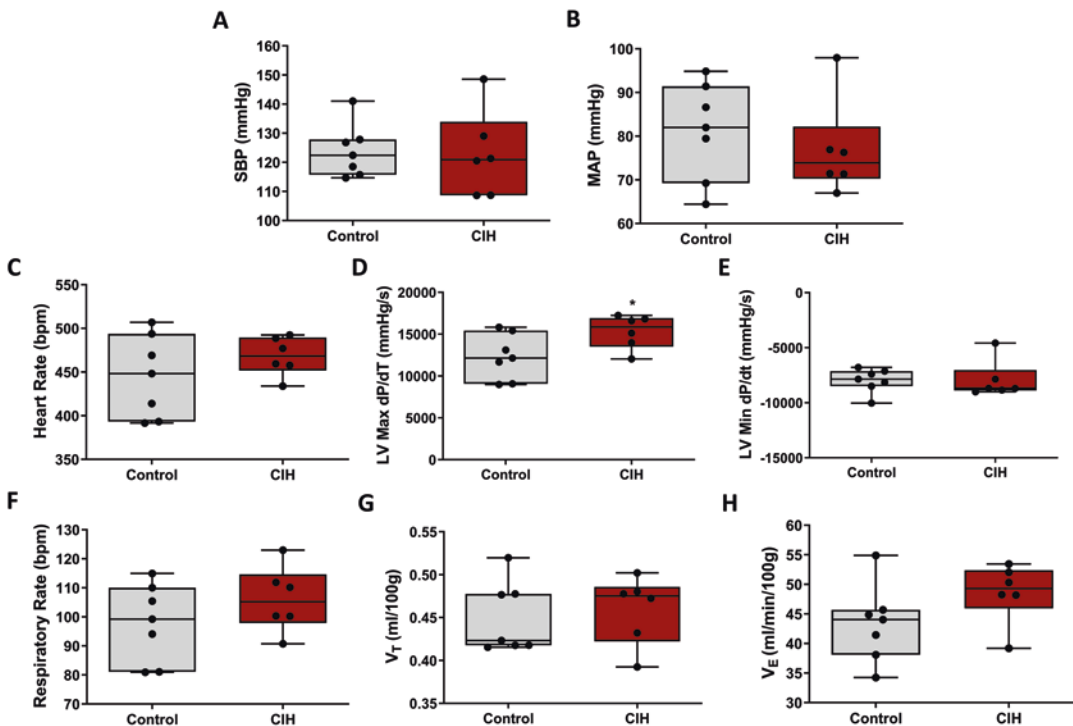 A
SBP (mmHg)
160
150
140
130
120
110
100
Control
CIH
B
MAP (mmHg)
100
90
80
70
60
Control
CIH
C
Heart Rate (bpm)
550
500
450
400
350
Control
CIH
D
LV Max dP/dT (mmHg/s)
20000
15000
10000
5000
0
*
Control
CIH
E
LV Min dP/dt (mmHg/s)
0
-5000
-10000
-15000
Control
CIH
F
Respiratory Rate (bpm)
130
120
110
100
90
80
70
Control
CIH
G
VT (ml/100g)
0.55
0.50
0.45
0.40
0.35
Control
CIH
H
VE (ml/min/100g)
60
55
50
45
40
35
30
Control
CIH